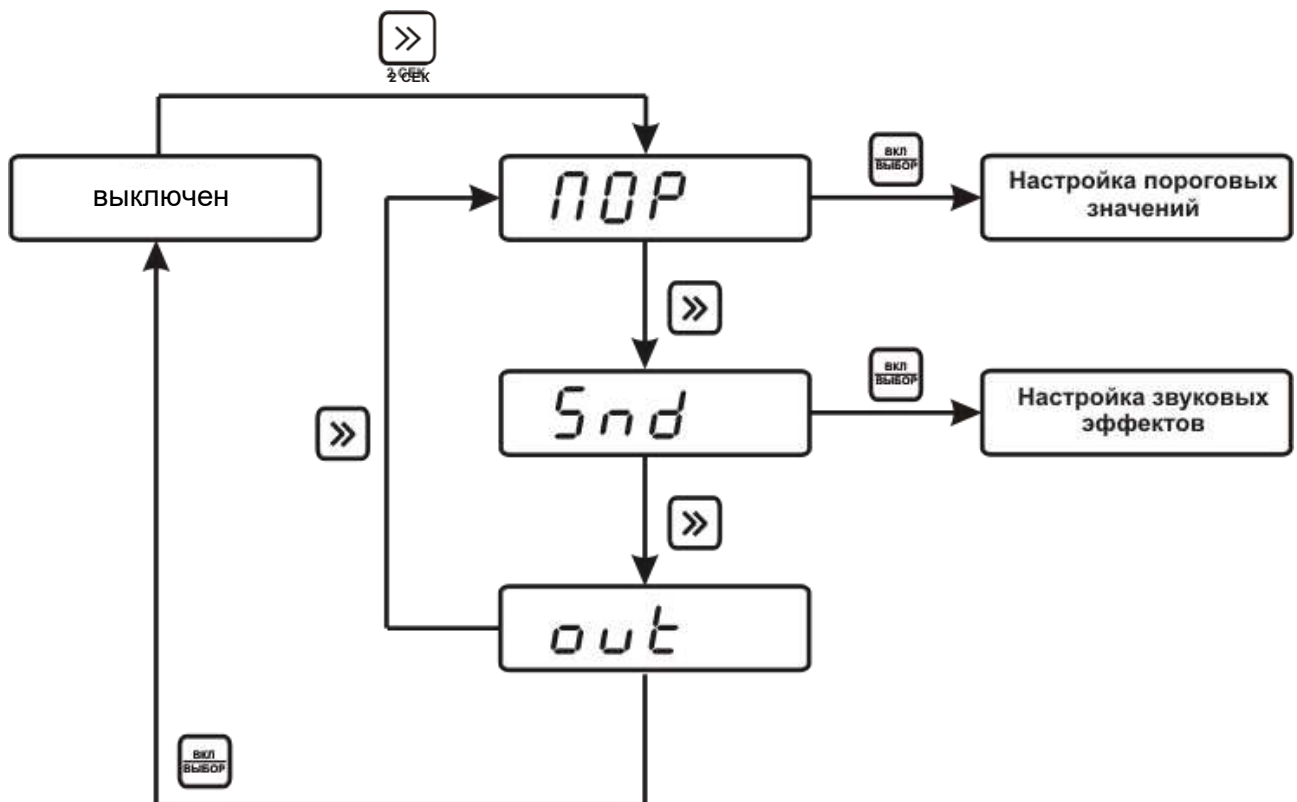 2 СЕК
ВКЛ
ВЫБОР
выключен
ПОР
Настройка пороговых
значений
ВКЛ
ВЫБОР
Snd
Настройка звуковых
эффектов
out
ВКЛ
ВЫБОР